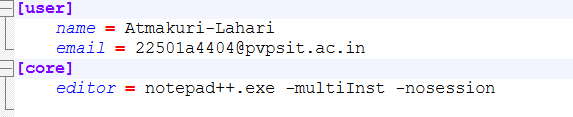 [user]
name = Atmakuri-Lahari
email = 22501a4404@pvpsit.ac.in
[core]
editor = notepad++.exe -multiInst -nosession